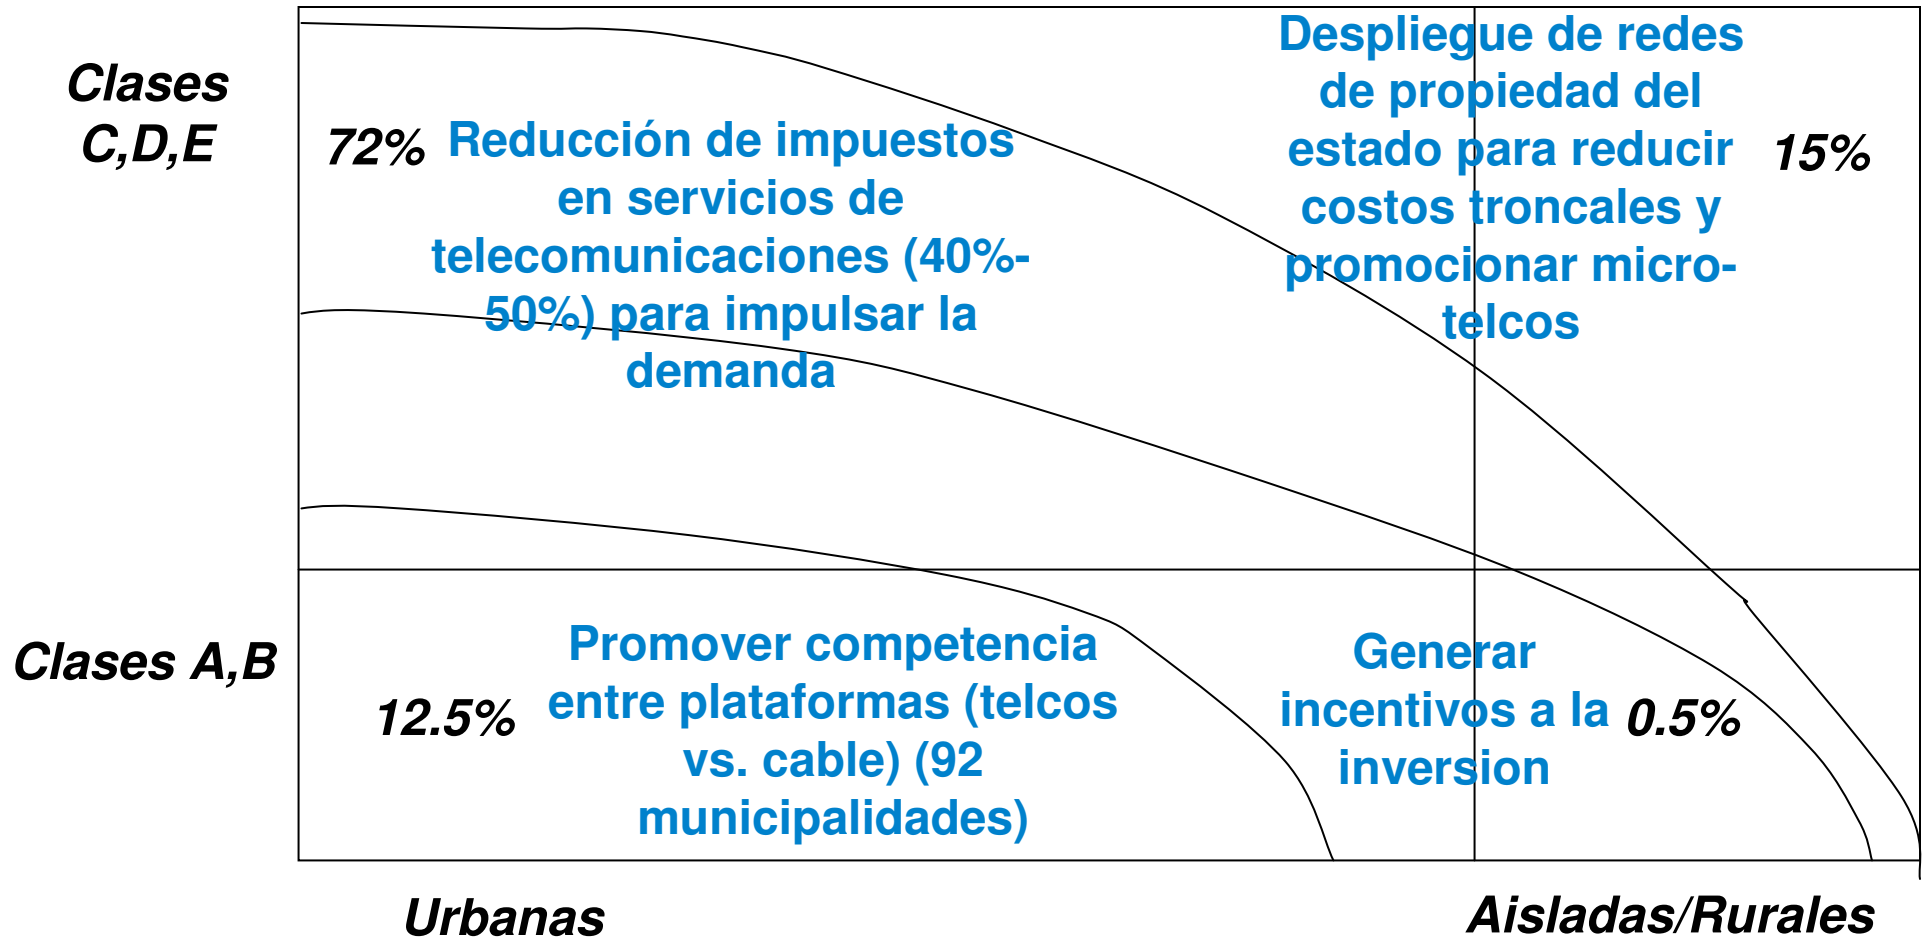 Clases
C,D,E
72%
Reducción de impuestos
en servicios de
telecomunicaciones (40%-
50%) para impulsar la
demanda
Despliegue de redes
de propiedad del
estado para reducir
costos troncales y
promocionar micro-
telcos
15%
Clases A,B
12.5%
Promover competencia
entre plataformas (telcos
vs. cable) (92
municipalidades)
Generar
incentivos a la
inversion
0.5%
Urbanas
Aisladas/Rurales